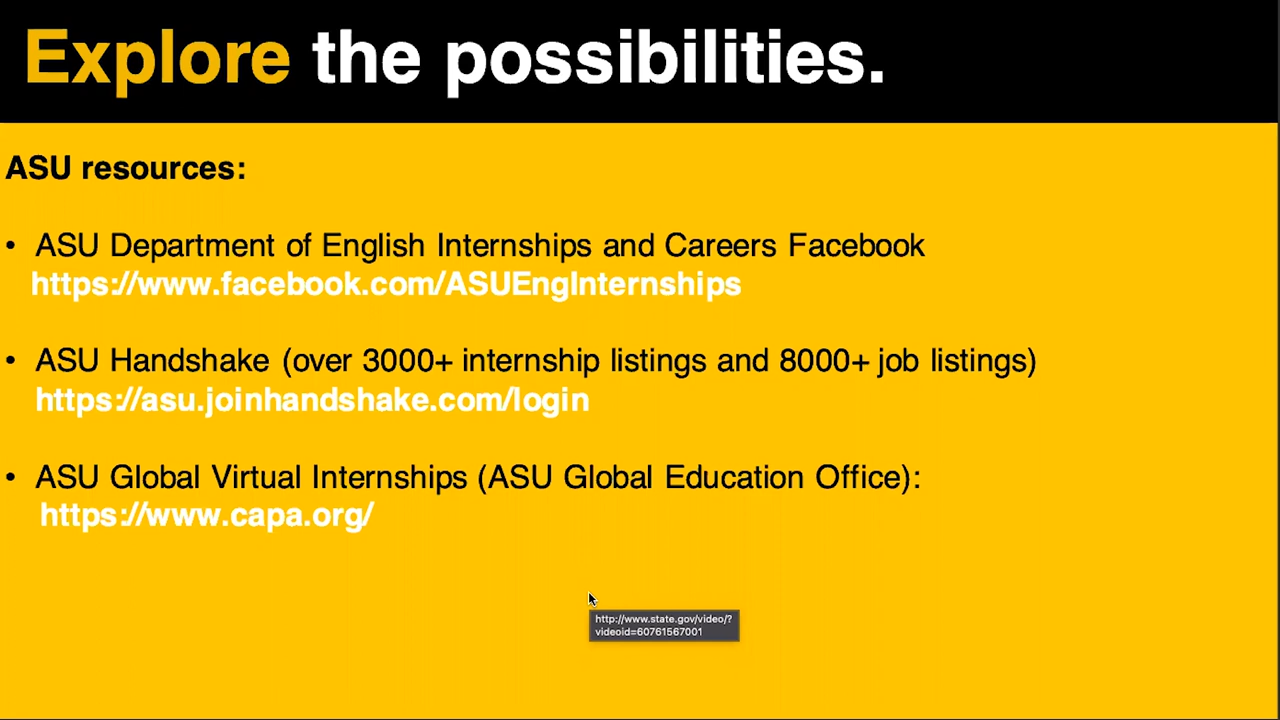 Explore the possibilities.
ASU resources:
• ASU Department of English Internships and Careers Facebook
https://www.facebook.com/ASUEngInternships
• ASU Handshake (over 3000+ internship listings and 8000+ job listings)
https://asu.joinhandshake.com/login
• ASU Global Virtual Internships (ASU Global Education Office):
https://www.capa.org/
http://www.state.gov/video/?
videoid=60761567001